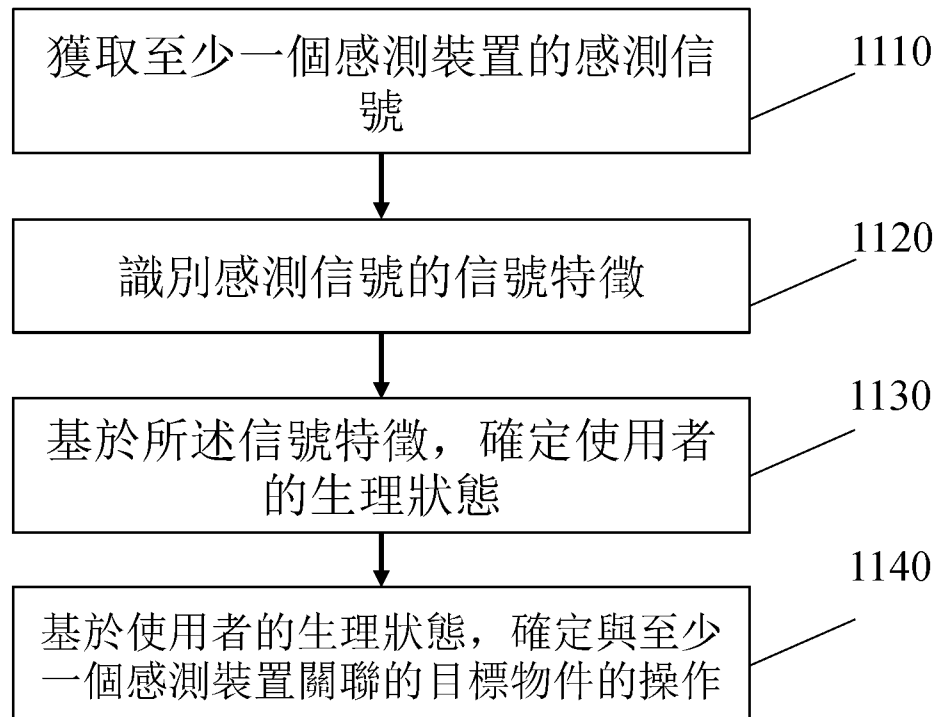 獲取至少一個感測裝置的感測信
號
1110
識別感測信號的信號特徵
1120
基於所述信號特徵，確定使用者
的生理狀態
1130
基於使用者的生理狀態，確定與至少
一個感測裝置關聯的目標物件的操作
1140